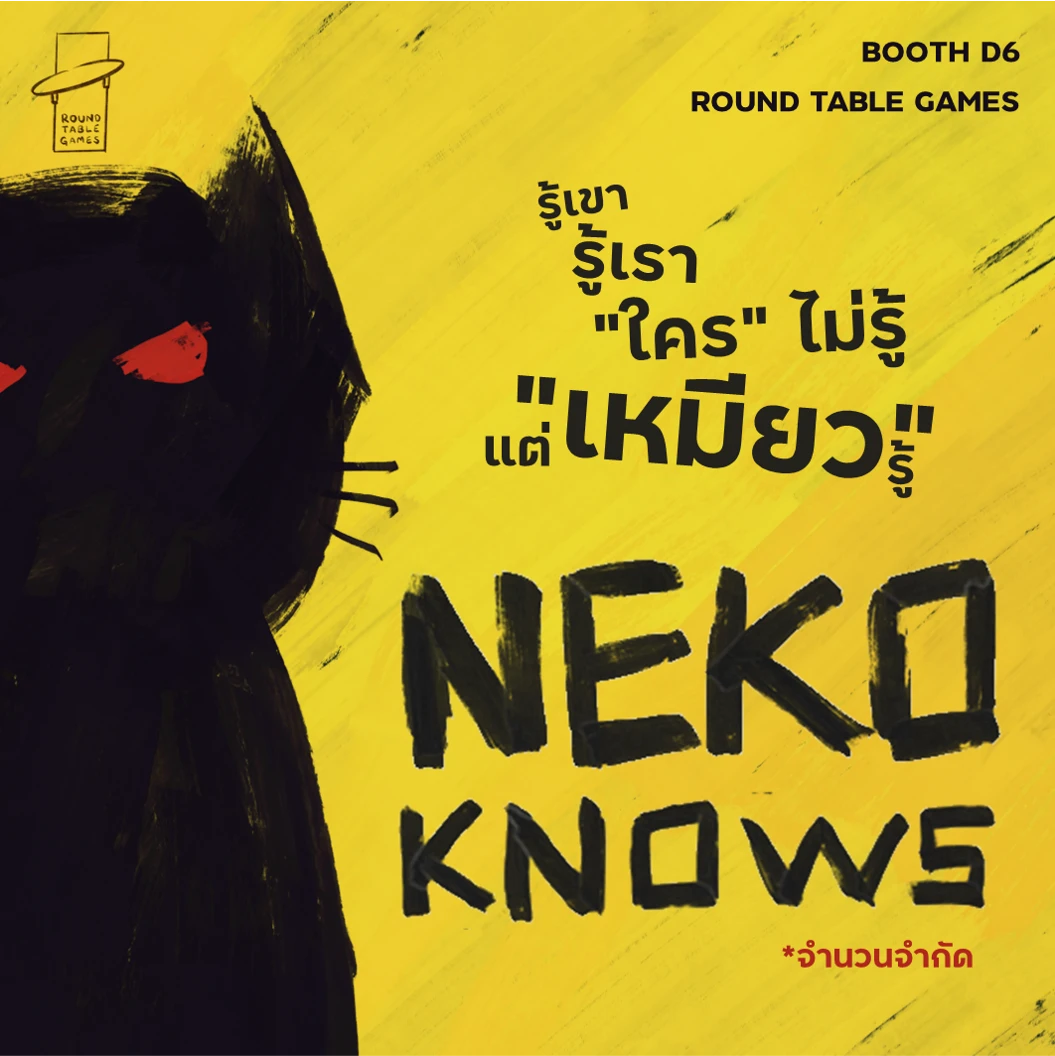 ROUND
TABLE
GAMES
BOOTH D6
ROUND TABLE GAMES
รู้เขา
รู้เรา
"ใคร" ไม่รู้
แต่ "เหมียว" รู้
NEKO
KNOWS
*จำนวนจำกัด